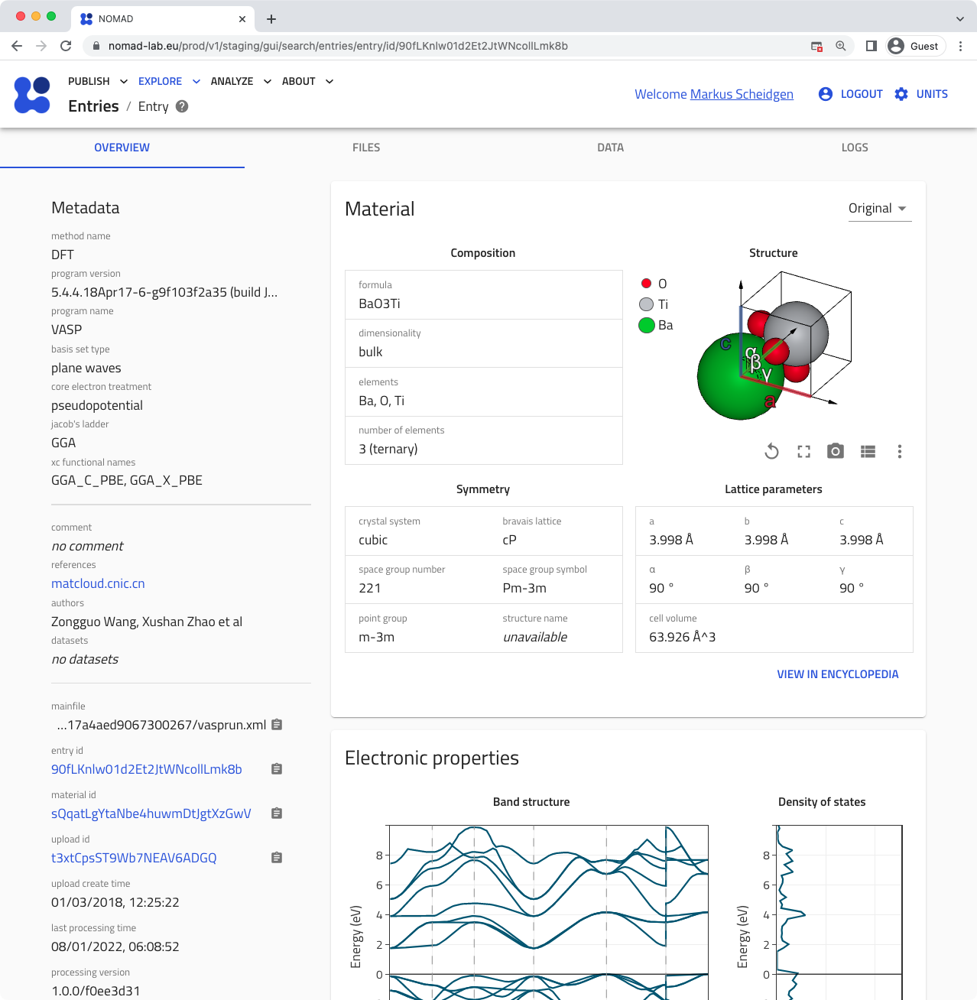 NOMAD
nomad-lab.eu/prod/v1/staging/gui/search/entries/entry/id/90fLKnlw01d2Et2JtWNcollLmk8b
Guest
PUBLISH EXPLORE ANALYZE ABOUT
Entries / Entry ?
Welcome Markus Scheidgen LOGOUT UNITS
OVERVIEW FILES DATA LOGS
Metadata
method name
DFT
program version
5.4.4.18Apr17-6-g9f103f2a35 (build J...
program name
VASP
basis set type
plane waves
core electron treatment
pseudopotential
jacob's ladder
GGA
xc functional names
GGA_C_PBE, GGA_X_PBE
comment
no comment
references
matcloud.cnic.cn
authors
Zongguo Wang, Xushan Zhao et al
datasets
no datasets
mainfile
...17a4aed9067300267/vasprun.xml
entry id
90fLKnlw01d2Et2JtWNcollLmk8b
material id
sQqatLgYtaNbe4huwmDtJgtXzGwV
upload id
t3xtCpsST9Wb7NEAV6ADGQ
upload create time
01/03/2018, 12:25:22
last processing time
08/01/2022, 06:08:52
processing version
1.0.0/f0ee3d31
Material
Original
Composition
formula
BaO3Ti
dimensionality
bulk
elements
Ba, O, Ti
number of elements
3 (ternary)
Structure
O
Ti
Ba
c
α
β
γ
a
Symmetry
crystal system bravais lattice
cubic cP
space group number space group symbol
221 Pm-3m
point group structure name
m-3m unavailable
Lattice parameters
a b c
3.998 Å 3.998 Å 3.998 Å
α β γ
90 ° 90 ° 90 °
cell volume
63.926 Å^3
VIEW IN ENCYCLOPEDIA
Electronic properties
Band structure
8
6
4
2
0
Energy (eV)
Density of states
8
6
4
2
0
Energy (eV)